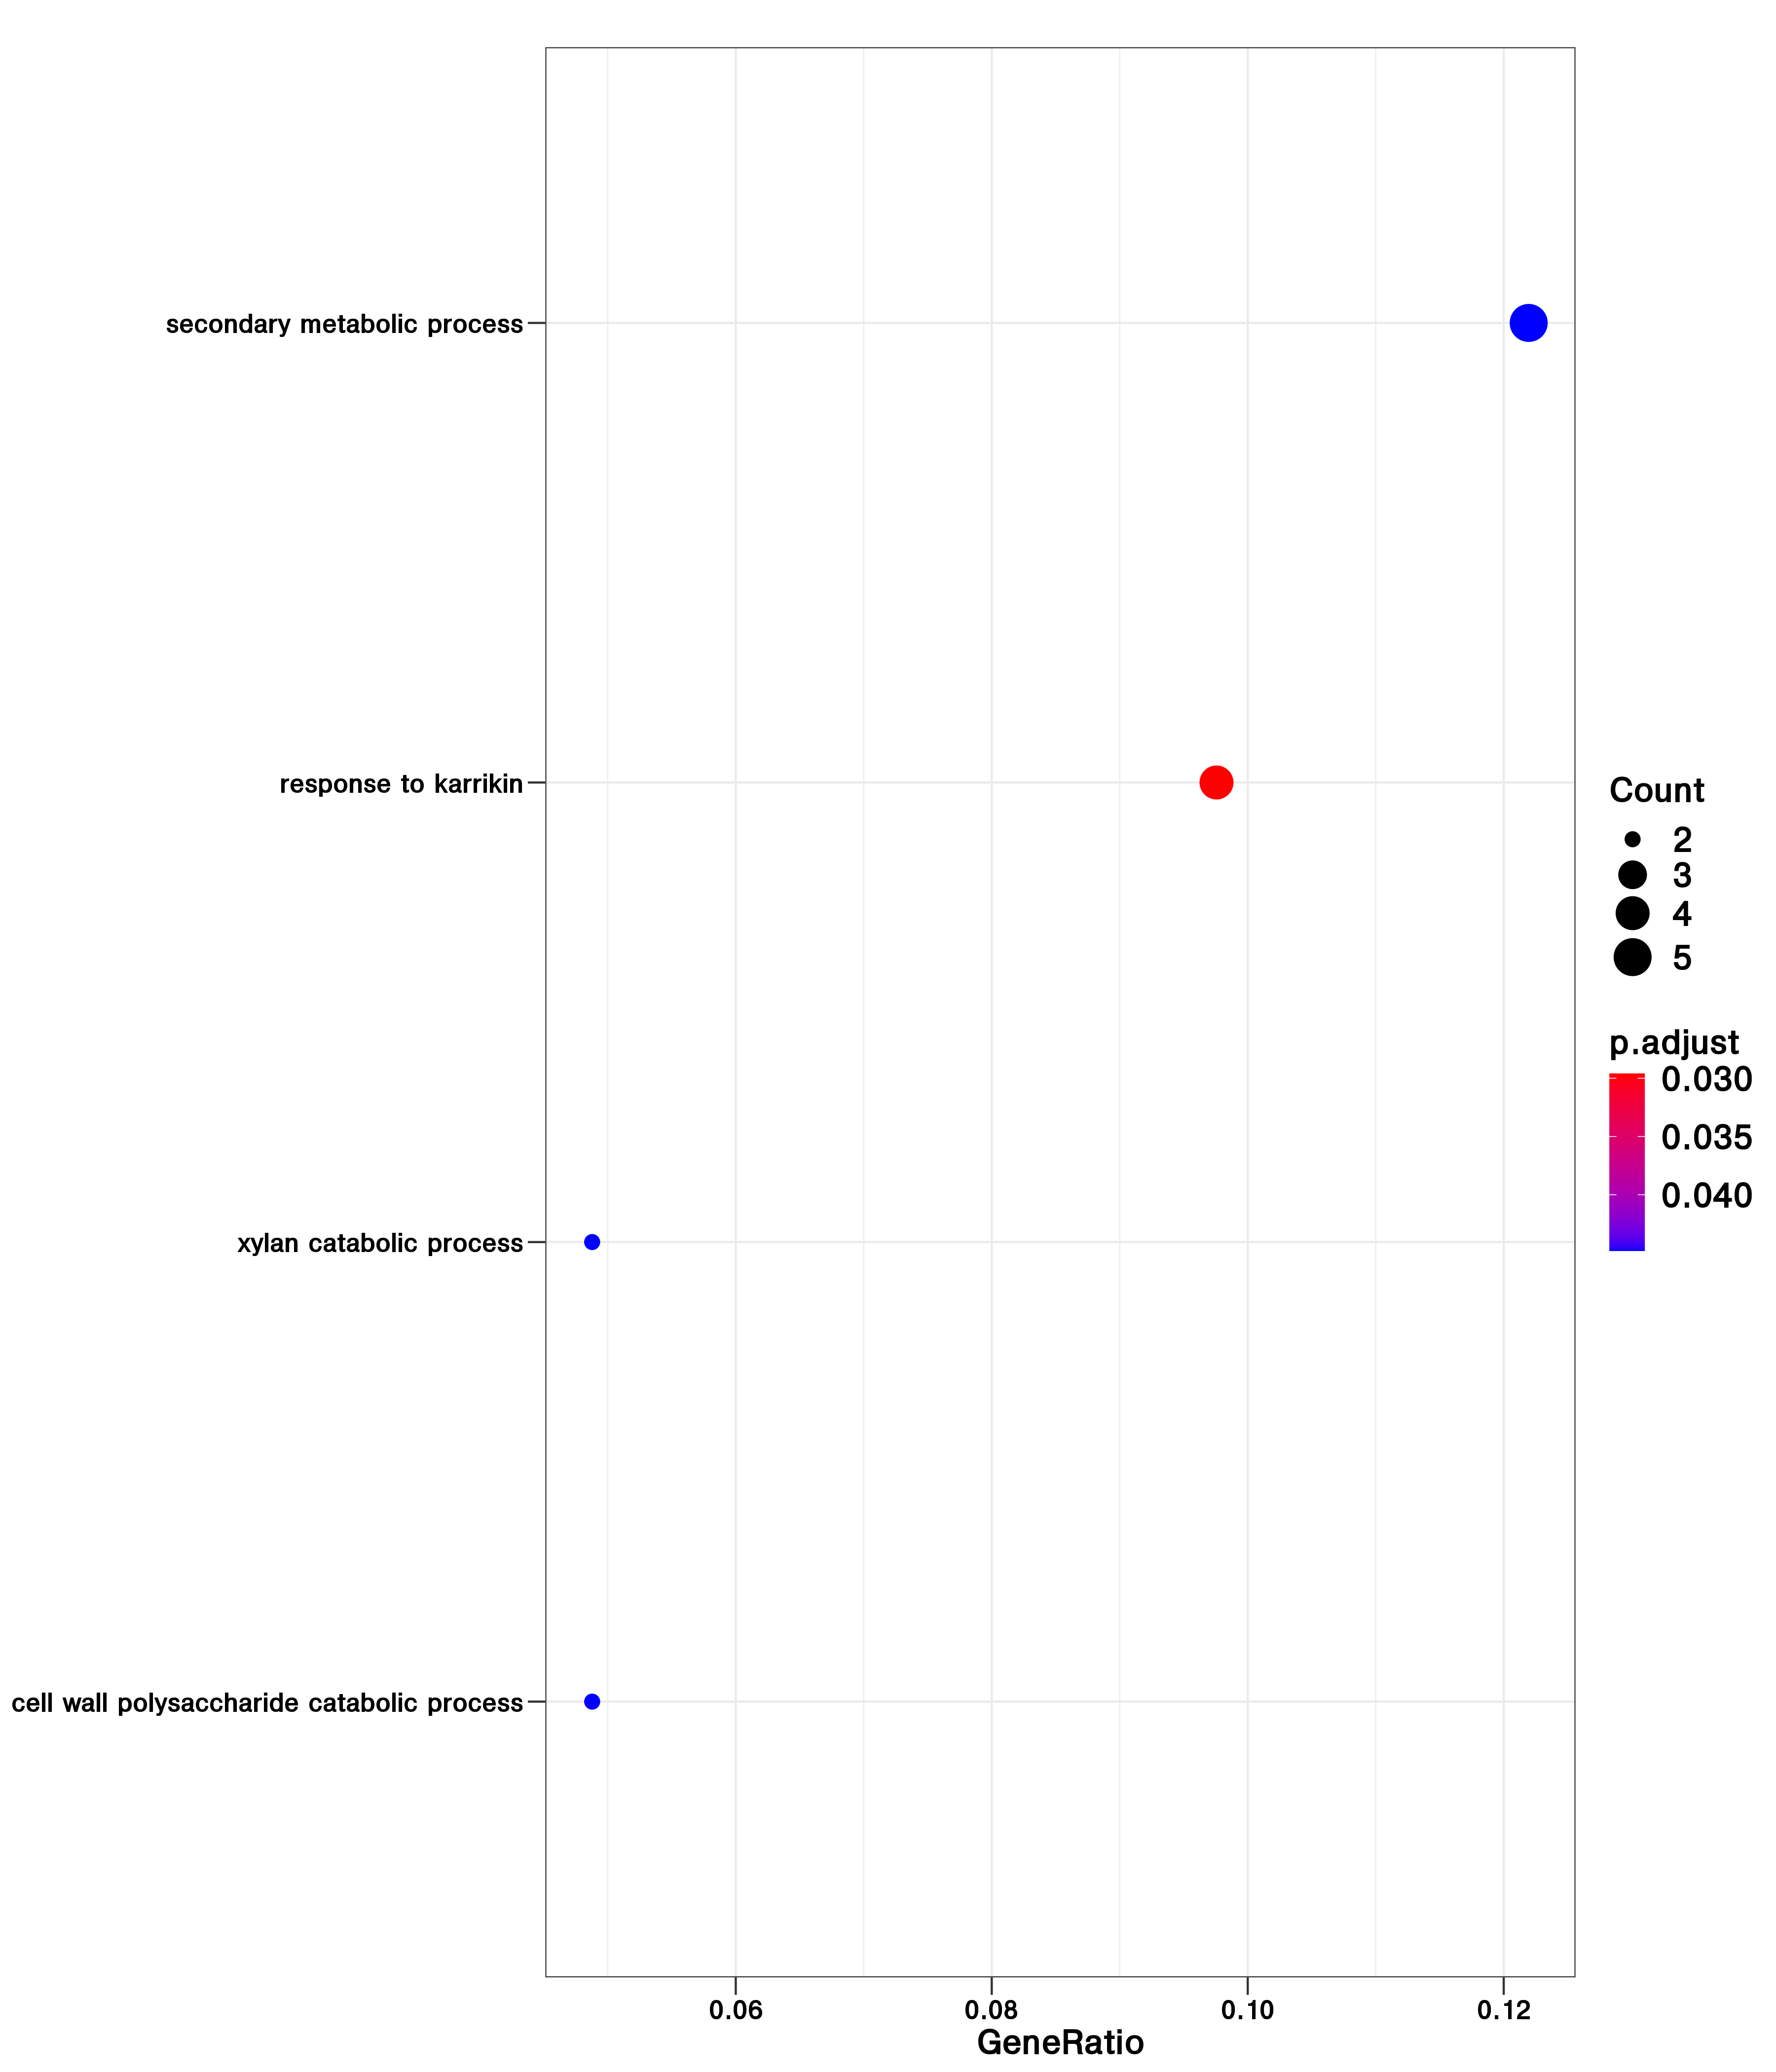 secondary metabolic process
response to karrikin
xylan catabolic process
cell wall polysaccharide catabolic process
0.06
0.08
0.10
0.12
GeneRatio
Count
2
3
4
5
p.adjust
0.030
0.035
0.040